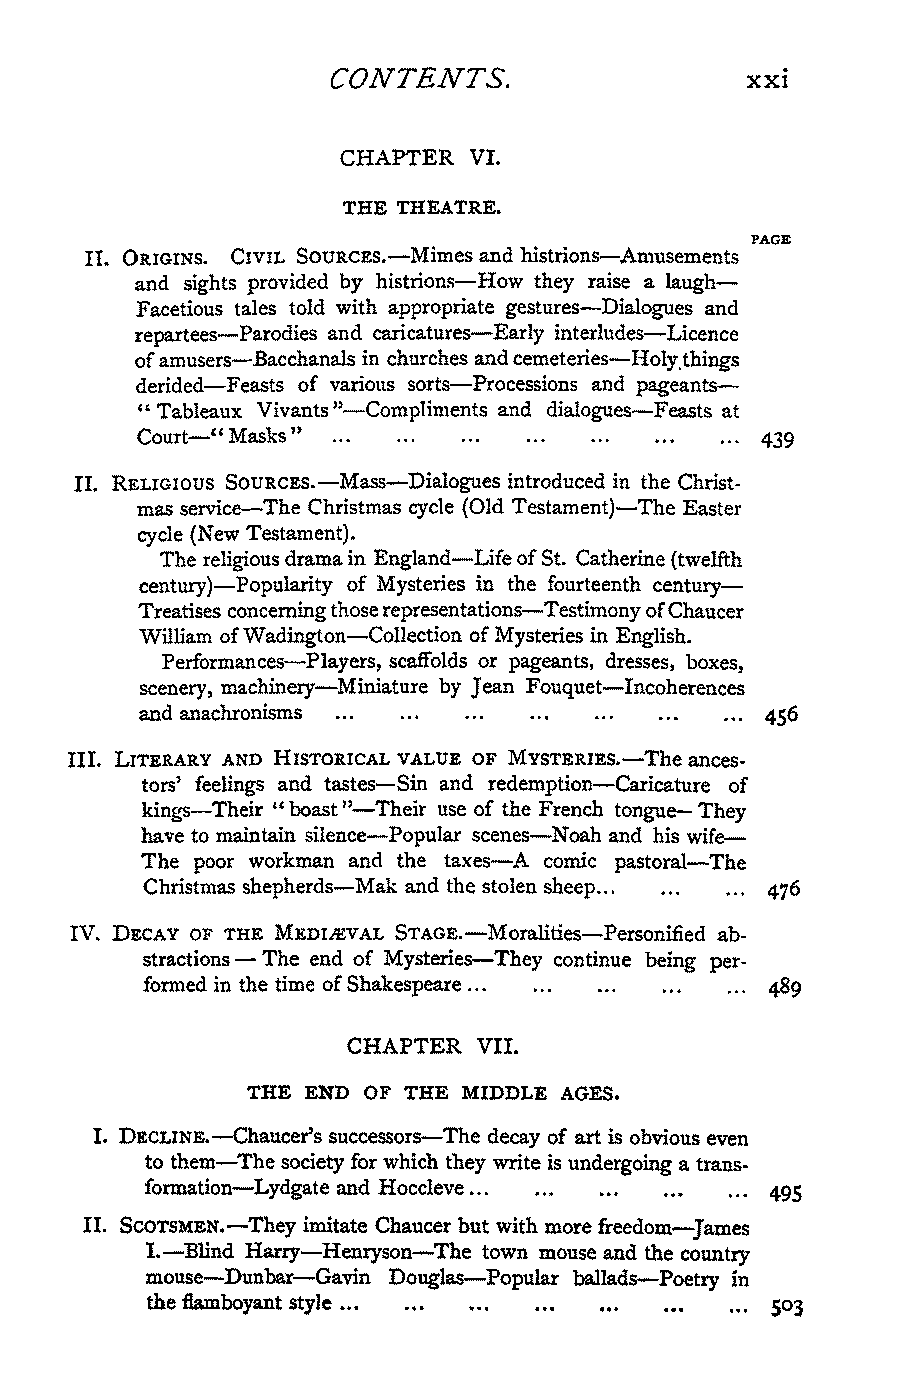 CONTENTS. xxi
CHAPTER VI.
THE THEATRE.
PAGE
II. ORIGINS. CIVIL SOURCES.—Mimes and histrions—Amusements
and sights provided by histrions—How they raise a laugh—
Facetious tales told with appropriate gestures—Dialogues and
repartees—Parodies and caricatures—Early interludes—Licence
of amusers—Bacchanals in churches and cemeteries—Holy things
derided—Feasts of various sorts—Processions and pageants—
“Tableaux Vivants”—Compliments and dialogues—Feasts at
Court—“Masks” ... ... ... ... ... ... ... 439
II. RELIGIOUS SOURCES.—Mass—Dialogues introduced in the Christ-
mas service—The Christmas cycle (Old Testament)—The Easter
cycle (New Testament).
The religious drama in England—Life of St. Catherine (twelfth
century)—Popularity of Mysteries in the fourteenth century—
Treatises concerning those representations—Testimony of Chaucer
William of Wadington—Collection of Mysteries in English.
Performances—Players, scaffolds or pageants, dresses, boxes,
scenery, machinery—Miniature by Jean Fouquet—Incoherences
and anachronisms ... ... ... ... ... ... ... 456
III. LITERARY AND HISTORICAL VALUE OF MYSTERIES.—The ances-
tors’ feelings and tastes—Sin and redemption—Caricature of
kings—Their “boast”—Their use of the French tongue—They
have to maintain silence—Popular scenes—Noah and his wife—
The poor workman and the taxes—A comic pastoral—The
Christmas shepherds—Mak and the stolen sheep... ... ... 476
IV. DECAY OF THE MEDIÆVAL STAGE.—Moralities—Personified ab-
stractions—The end of Mysteries—They continue being per-
formed in the time of Shakespeare ... ... ... ... ... 489
CHAPTER VII.
THE END OF THE MIDDLE AGES.
I. DECLINE.—Chaucer’s successors—The decay of art is obvious even
to them—The society for which they write is undergoing a trans-
formation—Lydgate and Hoccleve ... ... ... ... ... 495
II. SCOTSMEN.—They imitate Chaucer but with more freedom—James
I.—Blind Harry—Henryson—The town mouse and the country
mouse—Dunbar—Gavin Douglas—Popular ballads—Poetry in
the flamboyant style ... ... ... ... ... ... ... 503